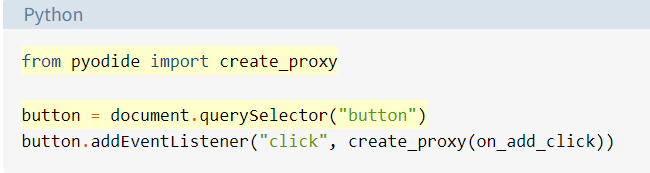 Python
from pyodide import create_proxy
button = document.querySelector("button")
button.addEventListener("click", create_proxy(on_add_click))